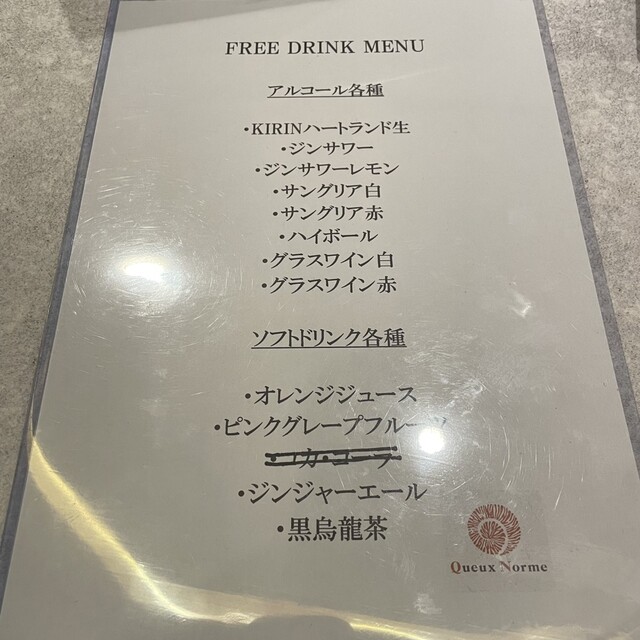 FREE DRINK MENU
アルコール各種
・KIRINハートランド生
・ジンサワー
・ジンサワーレモン
・サングリア白
・サングリア赤
・ハイボール
・グラスワイン白
・グラスワイン赤
ソフトドリンク各種
・オレンジジュース
・ピンクグレープフルーツ
・コカ・コーラ
・ジンジャーエール
・黒烏龍茶
Queux Norme